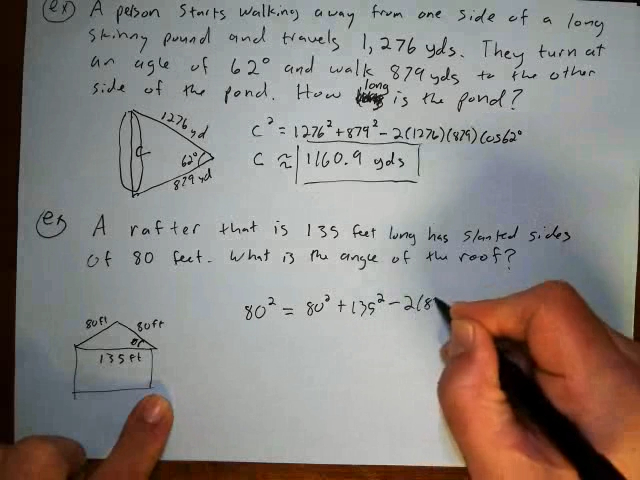 ex) A person starts walking away from one side of a long
skinny pound and travels 1,276 yds. They turn at
an agle of 62° and walk 879 yds to the other
side of the pond. How long is the pond?
1276 yd
c
62°
879 yd
c² = 1276² + 879² - 2(1276)(879)cos62°
c ≈ 1160.9 yds
ex) A rafter that is 135 feet long has slanted sides
of 80 feet. What is the angle of the roof?
80² = 80² + 135² - 2(8
80ft 80ft
135 ft